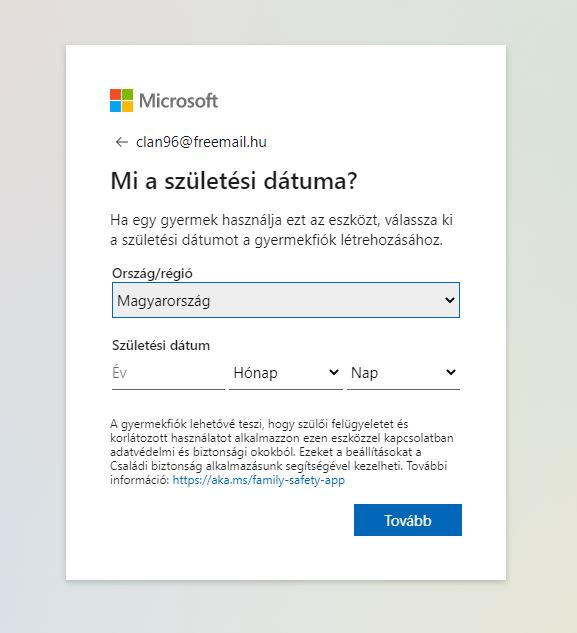 Microsoft
← clan96@freemail.hu
Mi a születési dátuma?
Ha egy gyermek használja ezt az eszközt, válassza ki
a születési dátumot a gyermekfiók létrehozásához.
Ország/régió
Magyarország
Születési dátum
Év Hónap Nap
A gyermekfiók lehetővé teszi, hogy szülői felügyeletet és
korlátozott használatot alkalmazzon ezen eszközzel kapcsolatban
adatvédelmi és biztonsági okokból. Ezeket a beállításokat a
Családi biztonság alkalmazásunk segítségével kezelheti. További
információ: https://aka.ms/family-safety-app
Tovább